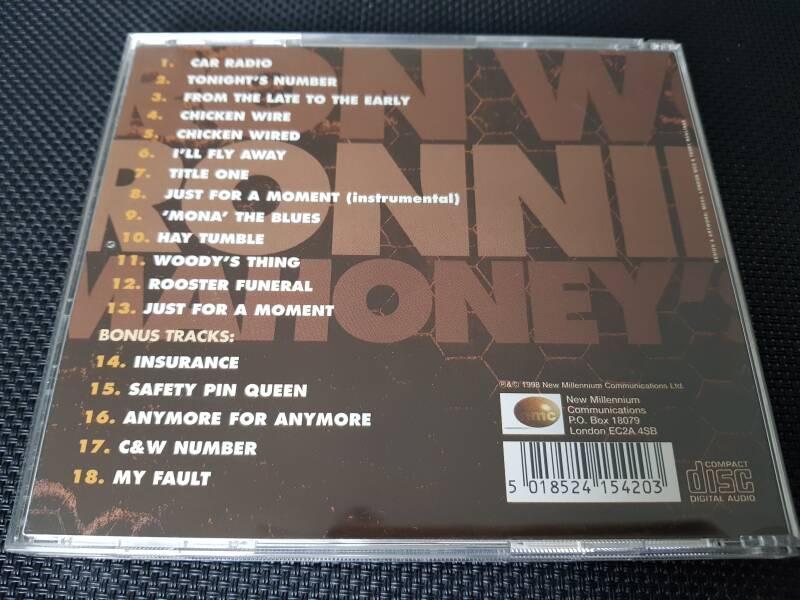 RON W
RONNI
MAHONEY'S
1. CAR RADIO
2. TONIGHT'S NUMBER
3. FROM THE LATE TO THE EARLY
4. CHICKEN WIRE
5. CHICKEN WIRED
6. I'LL FLY AWAY
7. TITLE ONE
8. JUST FOR A MOMENT (instrumental)
9. 'MONA' THE BLUES
10. HAY TUMBLE
11. WOODY'S THING
12. ROOSTER FUNERAL
13. JUST FOR A MOMENT
BONUS TRACKS:
14. INSURANCE
15. SAFETY PIN QUEEN
16. ANYMORE FOR ANYMORE
17. C&W NUMBER
18. MY FAULT
℗&© 1998 New Millennium Communications Ltd.
nmc
New Millennium
Communications
P.O. Box 18079
London EC2A 4SB
5 018524 154203
COMPACT
disc
DIGITAL AUDIO